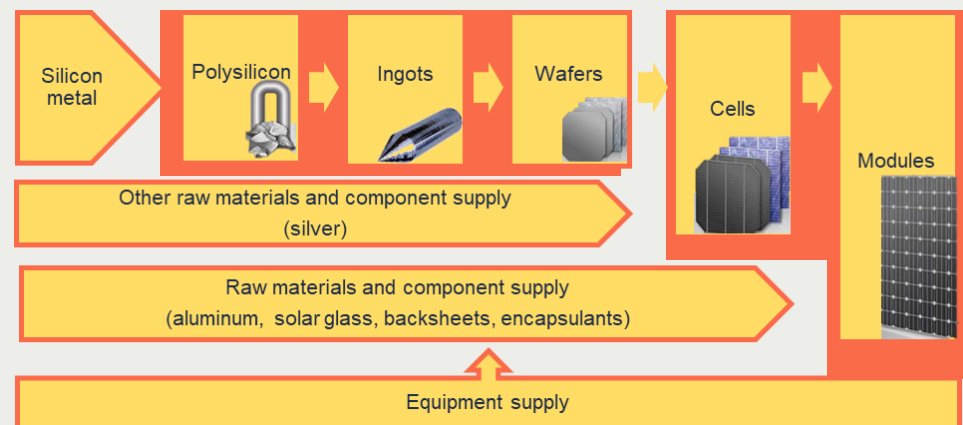 Silicon
metal
Polysilicon
Ingots
Wafers
Cells
Modules
Other raw materials and component supply
(silver)
Raw materials and component supply
(aluminum, solar glass, backsheets, encapsulants)
Equipment supply